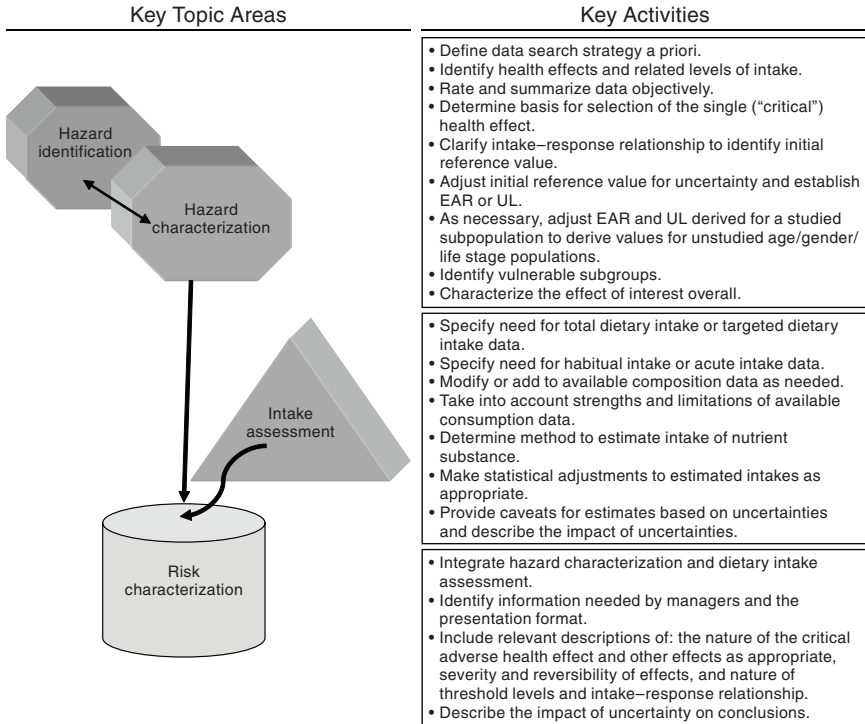 Key Topic Areas
Key Activities
Hazard
identification
Hazard
characterization
Intake
assessment
Risk
characterization
• Define data search strategy a priori.
• Identify health effects and related levels of intake.
• Rate and summarize data objectively.
• Determine basis for selection of the single (“critical”)
health effect.
• Clarify intake–response relationship to identify initial
reference value.
• Adjust initial reference value for uncertainty and establish
EAR or UL.
• As necessary, adjust EAR and UL derived for a studied
subpopulation to derive values for unstudied age/gender/
life stage populations.
• Identify vulnerable subgroups.
• Characterize the effect of interest overall.
• Specify need for total dietary intake or targeted dietary
intake data.
• Specify need for habitual intake or acute intake data.
• Modify or add to available composition data as needed.
• Take into account strengths and limitations of available
consumption data.
• Determine method to estimate intake of nutrient
substance.
• Make statistical adjustments to estimated intakes as
appropriate.
• Provide caveats for estimates based on uncertainties
and describe the impact of uncertainties.
• Integrate hazard characterization and dietary intake
assessment.
• Identify information needed by managers and the
presentation format.
• Include relevant descriptions of: the nature of the critical
adverse health effect and other effects as appropriate,
severity and reversibility of effects, and nature of
threshold levels and intake–response relationship.
• Describe the impact of uncertainty on conclusions.